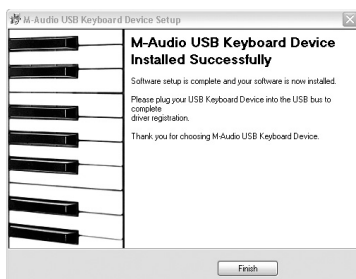 M-Audio USB Keyboard Device Setup
M-Audio USB Keyboard Device
Installed Successfully
Software setup is complete and your software is now installed.
Please plug your USB Keyboard Device into the USB bus to
complete
driver registration.
Thank you for choosing M-Audio USB Keyboard Device.
Finish